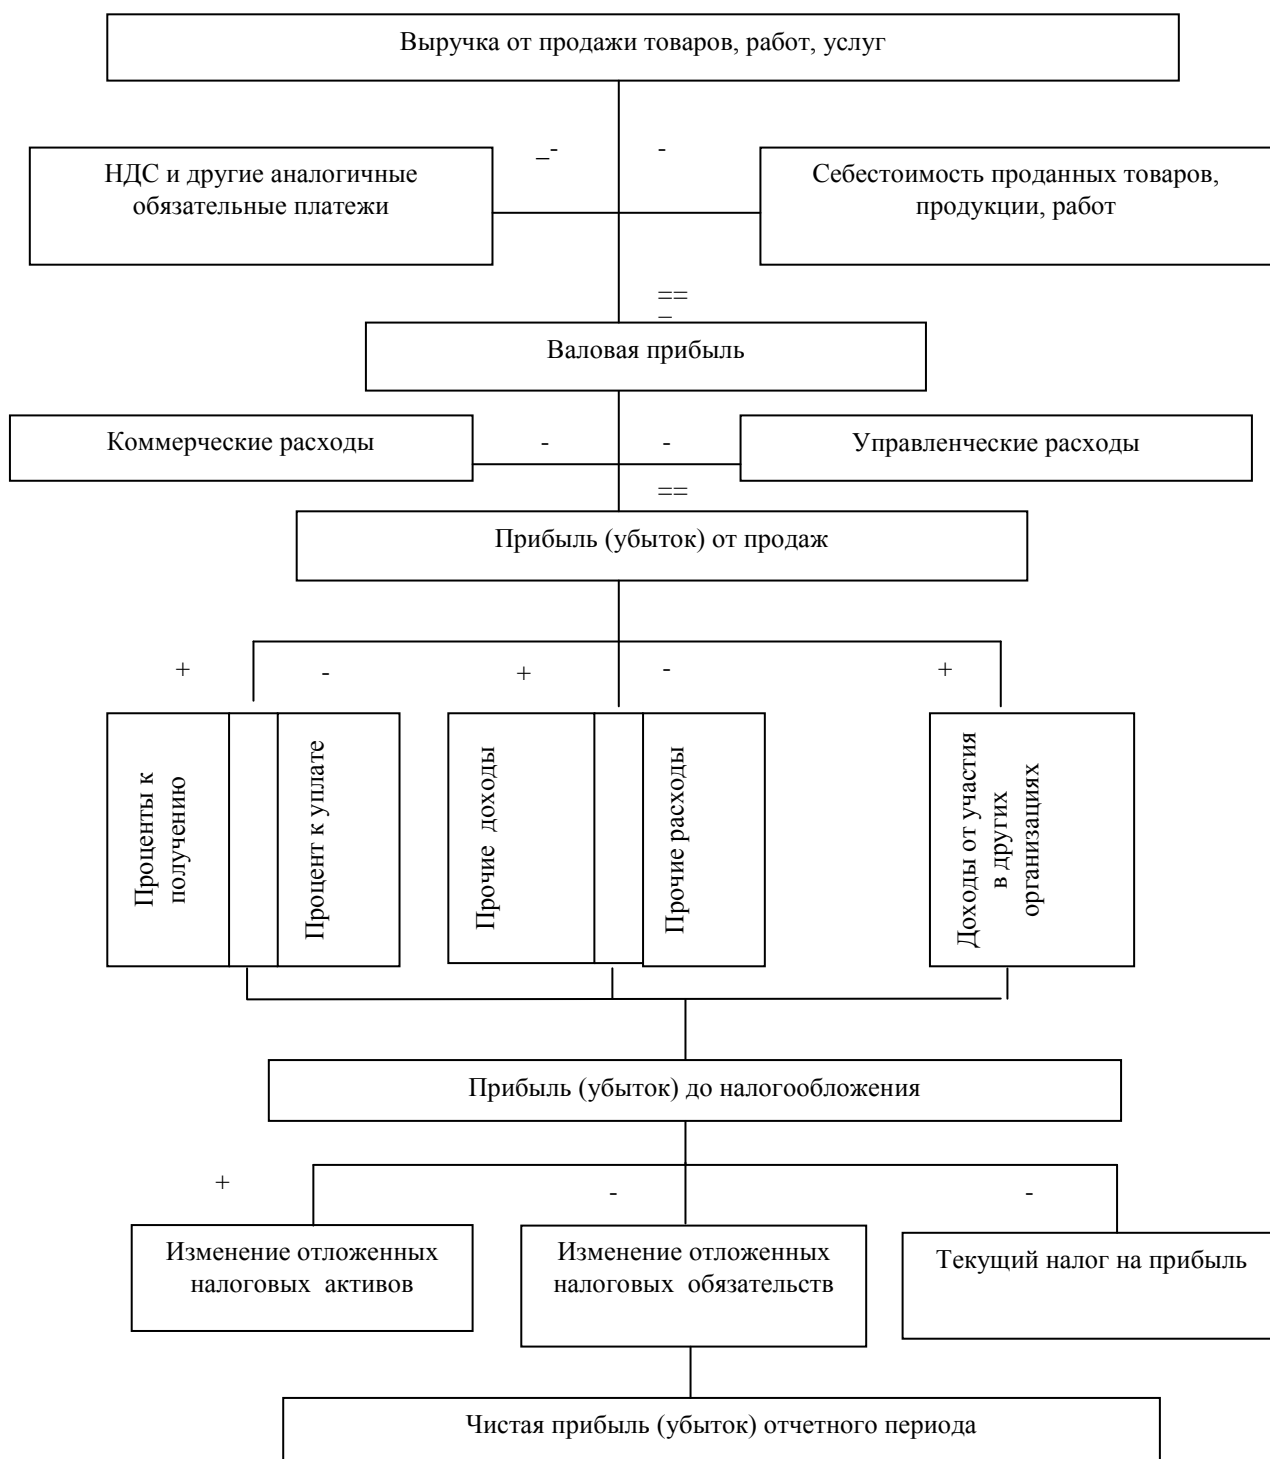 Выручка от продажи товаров, работ, услуг
_- -
НДС и другие аналогичные
обязательные платежи
Себестоимость проданных товаров,
продукции, работ
==
_
Валовая прибыль
Коммерческие расходы
- -
Управленческие расходы
==
Прибыль (убыток) от продаж
+ - + - +
Проценты к
получению
Процент к уплате
Прочие доходы
Прочие расходы
Доходы от участия
в других
организациях
Прибыль (убыток) до налогообложения
+ - -
Изменение отложенных
налоговых активов
Изменение отложенных
налоговых обязательств
Текущий налог на прибыль
Чистая прибыль (убыток) отчетного периода